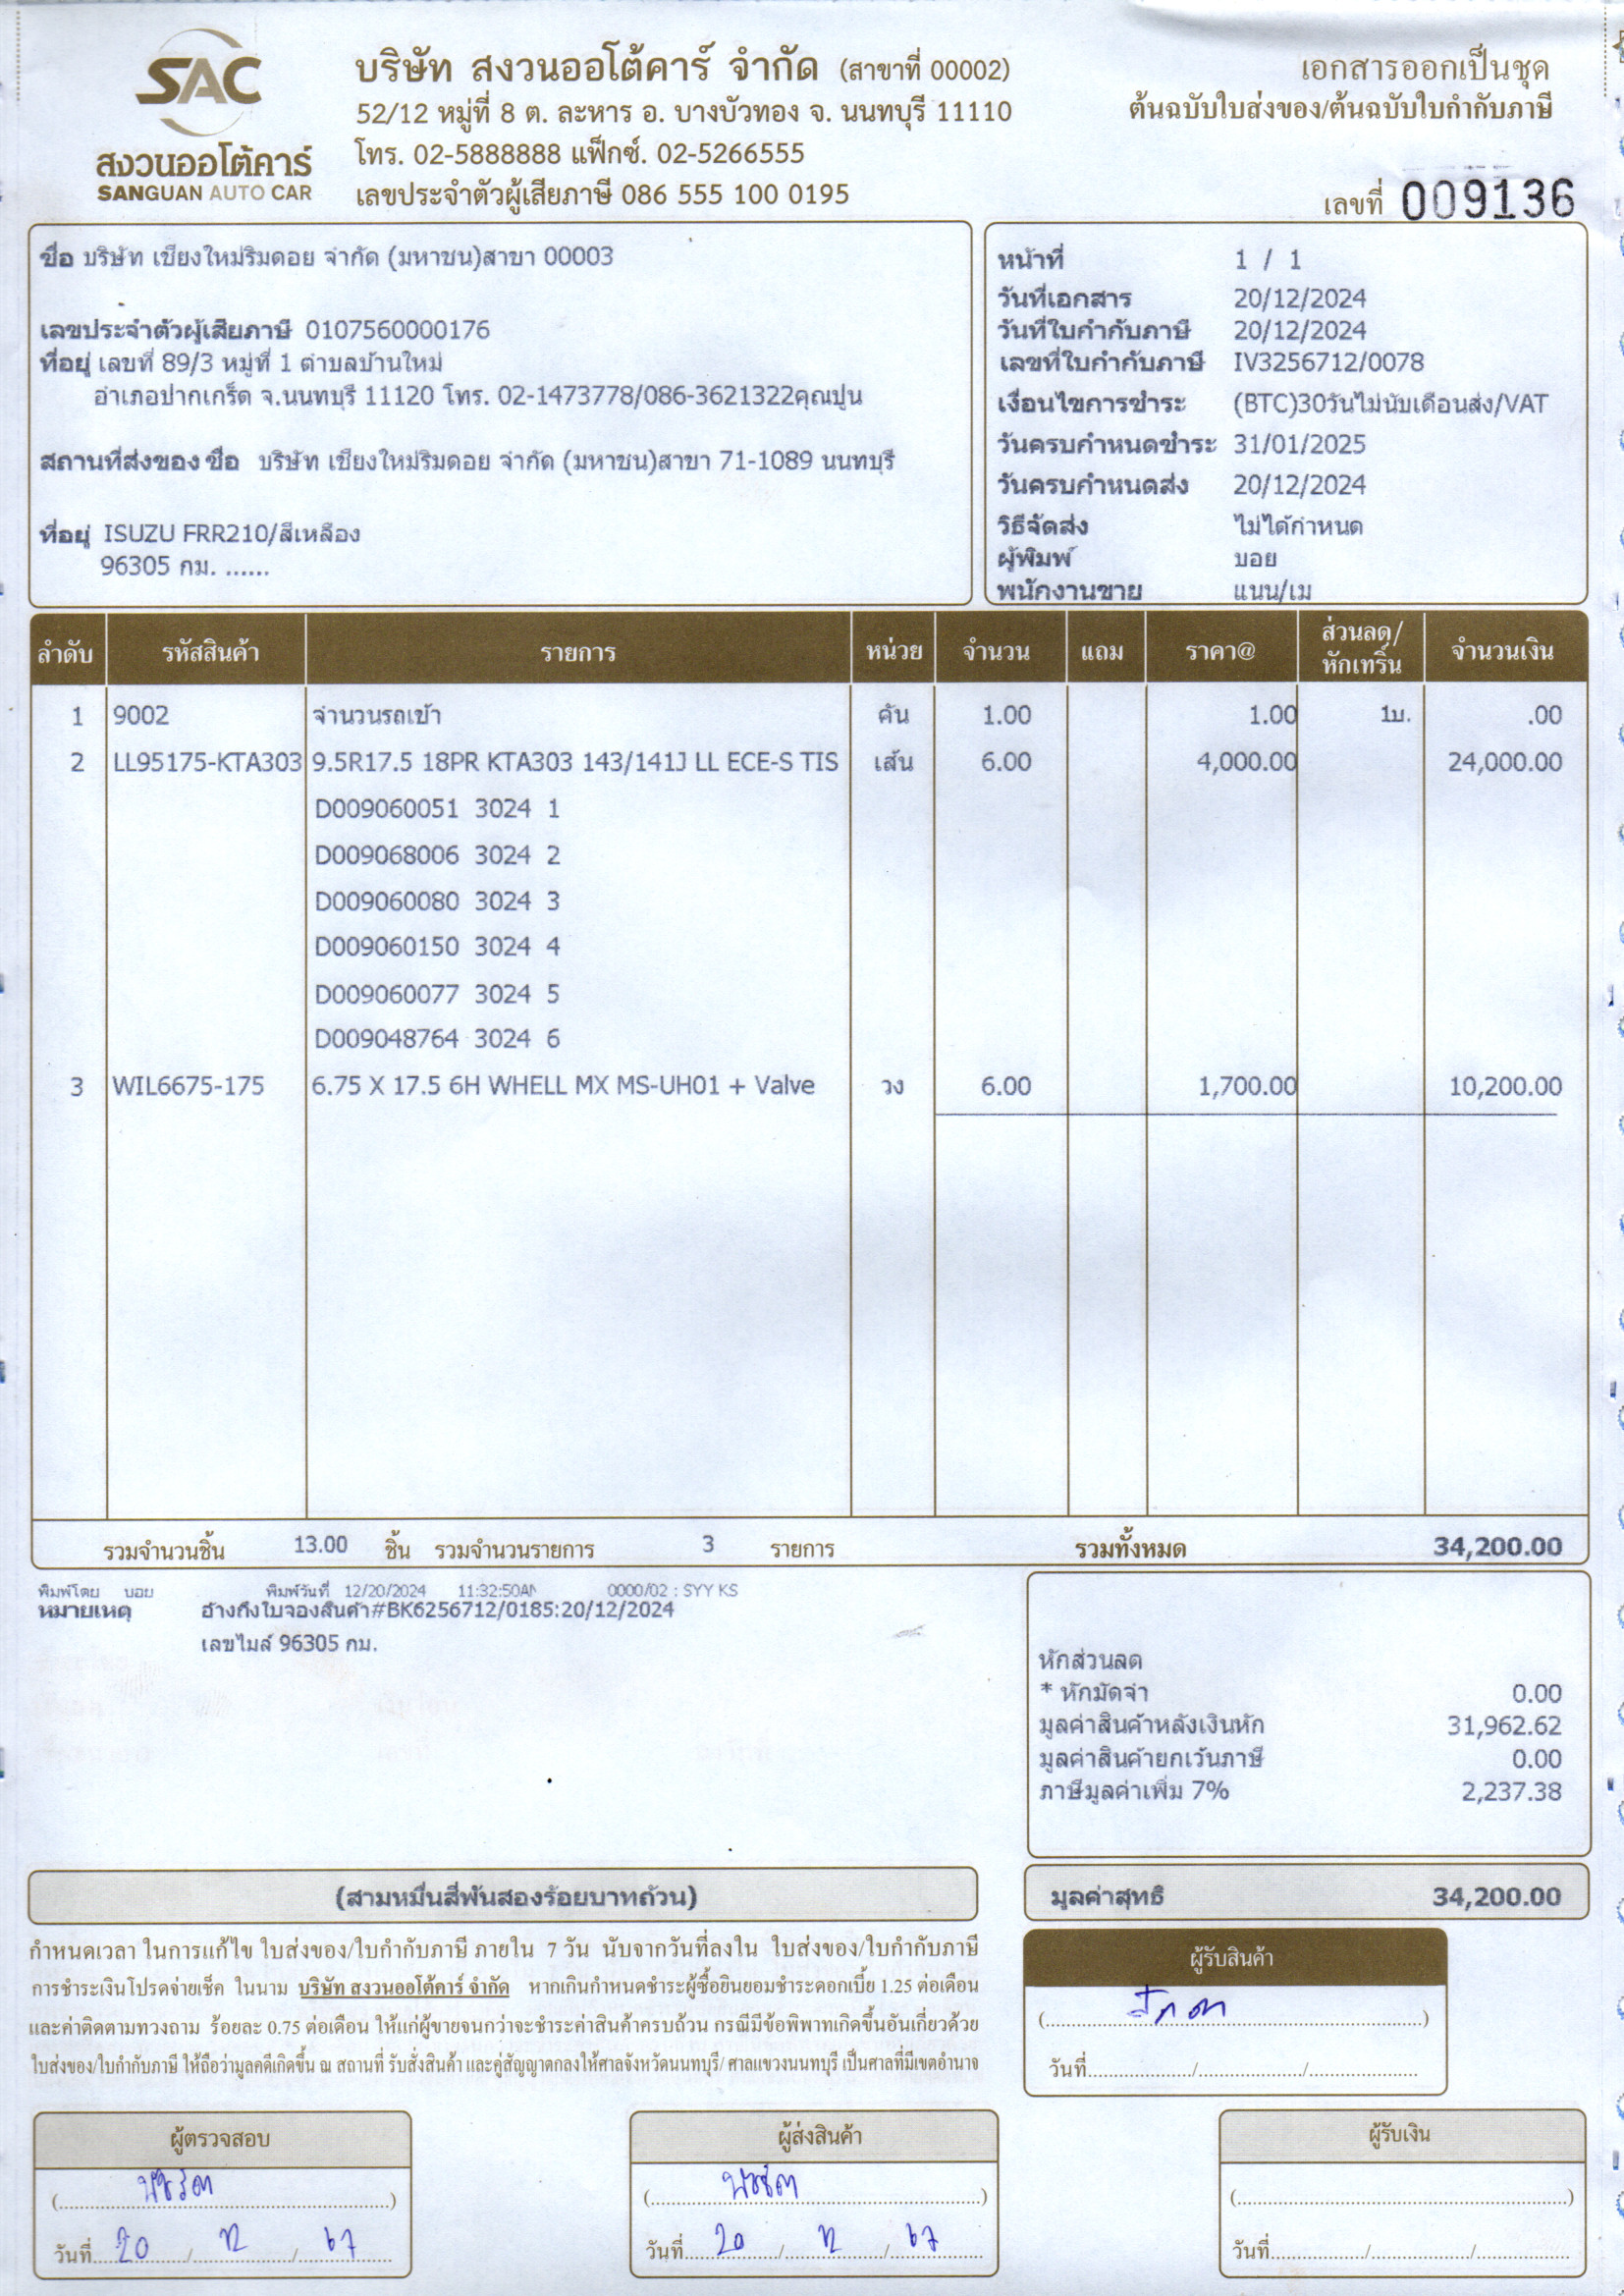 SAC
สงวนออโต้คาร์
SANGUAN AUTO CAR
บริษัท สงวนออโต้คาร์ จำกัด (สาขาที่ 00002)
52/12 หมู่ที่ 8 ต. ละหาร อ. บางบัวทอง จ. นนทบุรี 11110
โทร. 02-5888888 แฟ็กซ์. 02-5266555
เลขประจำตัวผู้เสียภาษี 086 555 100 0195
เอกสารออกเป็นชุด
ต้นฉบับใบส่งของ/ต้นฉบับใบกำกับภาษี
เลขที่ 009136
ชื่อ บริษัท เชียงใหม่ริมดอย จำกัด (มหาชน)สาขา 00003
เลขประจำตัวผู้เสียภาษี 0107560000176
ที่อยู่ เลขที่ 89/3 หมู่ที่ 1 ตำบลบ้านใหม่
อำเภอปากเกร็ด จ.นนทบุรี 11120 โทร. 02-1473778/086-3621322คุณปูน
สถานที่ส่งของ ชื่อ บริษัท เชียงใหม่ริมดอย จำกัด (มหาชน)สาขา 71-1089 นนทบุรี
ที่อยู่ ISUZU FRR210/สีเหลือง
96305 กม. ......
หน้าที่ 1 / 1
วันที่เอกสาร 20/12/2024
วันที่ใบกำกับภาษี 20/12/2024
เลขที่ใบกำกับภาษี IV3256712/0078
เงื่อนไขการชำระ (BTC)30วันไม่นับเดือนส่ง/VAT
วันครบกำหนดชำระ 31/01/2025
วันครบกำหนดส่ง 20/12/2024
วิธีจัดส่ง ไม่ได้กำหนด
ผู้พิมพ์ บอย
พนักงานขาย แนน/เม
ลำดับ รหัสสินค้า รายการ หน่วย จำนวน แถม ราคา@ ส่วนลด/หักเทริ์น จำนวนเงิน
1 9002 จำนวนรถเข้า คัน 1.00 1.00 1บ. .00
2 LL95175-KTA303 9.5R17.5 18PR KTA303 143/141J LL ECE-S TIS เส้น 6.00 4,000.00 24,000.00
D009060051 3024 1
D009068006 3024 2
D009060080 3024 3
D009060150 3024 4
D009060077 3024 5
D009048764 3024 6
3 WIL6675-175 6.75 X 17.5 6H WHELL MX MS-UH01 + Valve วง 6.00 1,700.00 10,200.00
รวมจำนวนชิ้น 13.00 ชิ้น รวมจำนวนรายการ 3 รายการ รวมทั้งหมด 34,200.00
พิมพ์โดย บอย พิมพ์วันที่ 12/20/2024 11:32:50AM 0000/02 : SYY KS
หมายเหตุ อ้างถึงใบจองสินค้า#BK6256712/0185:20/12/2024
เลขไมล์ 96305 กม.
หักส่วนลด
* หักมัดจำ 0.00
มูลค่าสินค้าหลังเงินหัก 31,962.62
มูลค่าสินค้ายกเว้นภาษี 0.00
ภาษีมูลค่าเพิ่ม 7% 2,237.38
(สามหมื่นสี่พันสองร้อยบาทถ้วน)
มูลค่าสุทธิ 34,200.00
กำหนดเวลา ในการแก้ไข ใบส่งของ/ใบกำกับภาษี ภายใน 7 วัน นับจากวันที่ลงใน ใบส่งของ/ใบกำกับภาษี
การชำระเงินโปรดจ่ายเช็ค ในนาม บริษัท สงวนออโต้คาร์ จำกัด หากเกินกำหนดชำระผู้ซื้อยินยอมชำระดอกเบี้ย 1.25 ต่อเดือน
และค่าติดตามทวงถาม ร้อยละ 0.75 ต่อเดือน ให้แก่ผู้ขายจนกว่าจะชำระค่าสินค้าครบถ้วน กรณีมีข้อพิพาทเกิดขึ้นอันเกี่ยวด้วย
ใบส่งของ/ใบกำกับภาษี ให้ถือว่ามูลคดีเกิดขึ้น ณ สถานที่ รับสั่งสินค้า และคู่สัญญาตกลงให้ศาลจังหวัดนนทบุรี/ ศาลแขวงนนทบุรี เป็นศาลที่มีเขตอำนาจ
ผู้รับสินค้า
วันที่ / /
ผู้ตรวจสอบ
วันที่ 20 / 12 / 67
ผู้ส่งสินค้า
วันที่ 20 / 12 / 67
ผู้รับเงิน
วันที่ / /